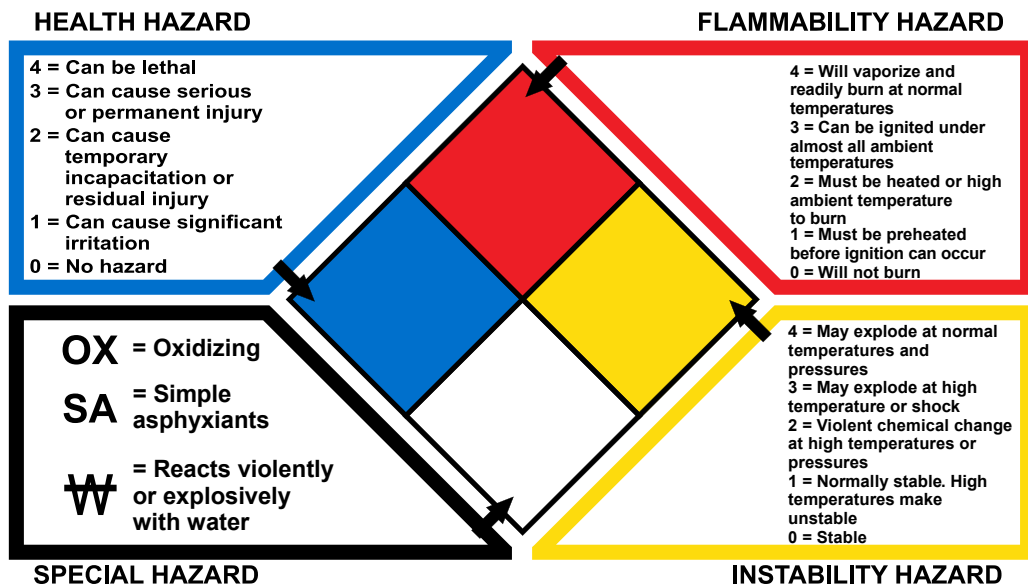 HEALTH HAZARD
4 = Can be lethal
3 = Can cause serious
or permanent injury
2 = Can cause
temporary
incapacitation or
residual injury
1 = Can cause significant
irritation
0 = No hazard
FLAMMABILITY HAZARD
4 = Will vaporize and
readily burn at normal
temperatures
3 = Can be ignited under
almost all ambient
temperatures
2 = Must be heated or high
ambient temperature
to burn
1 = Must be preheated
before ignition can occur
0 = Will not burn
OX = Oxidizing
SA = Simple
asphyxiants
W = Reacts violently
or explosively
with water
SPECIAL HAZARD
4 = May explode at normal
temperatures and
pressures
3 = May explode at high
temperature or shock
2 = Violent chemical change
at high temperatures or
pressures
1 = Normally stable. High
temperatures make
unstable
0 = Stable
INSTABILITY HAZARD